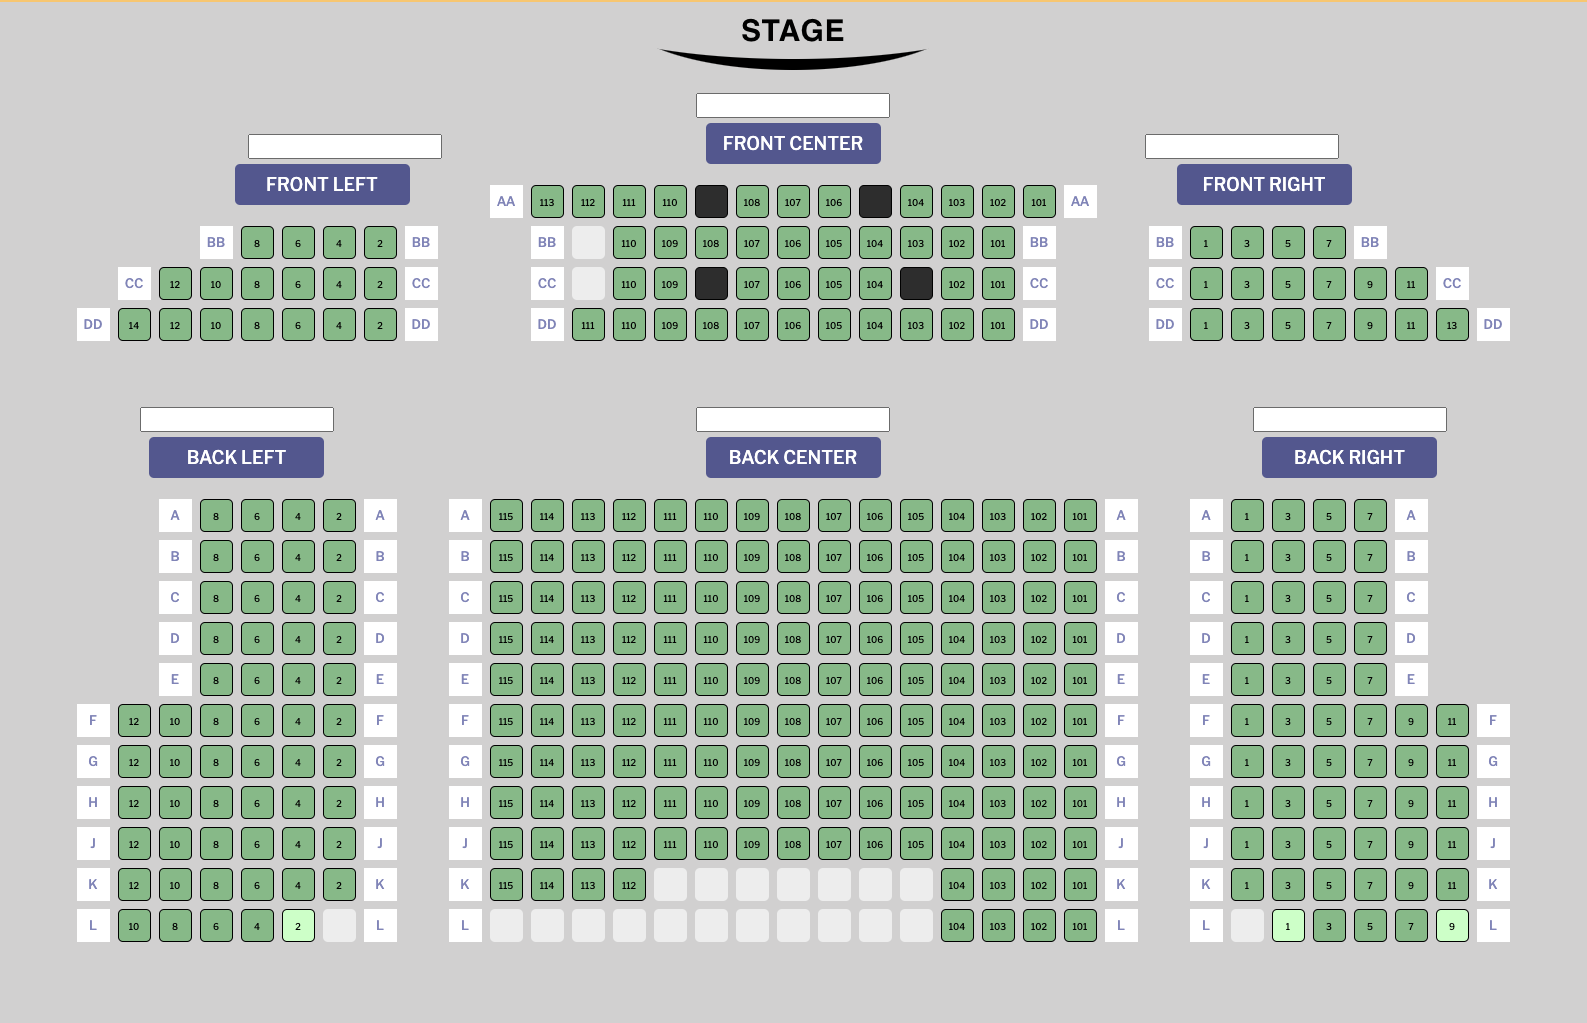 STAGE
FRONT CENTER
FRONT LEFT FRONT RIGHT
AA 113 112 111 110 108 107 106 104 103 102 101 AA
BB 8 6 4 2 BB BB 110 109 108 107 106 105 104 103 102 101 BB BB 1 3 5 7 BB
CC 12 10 8 6 4 2 CC CC 110 109 107 106 105 104 102 101 CC CC 1 3 5 7 9 11 CC
DD 14 12 10 8 6 4 2 DD DD 111 110 109 108 107 106 105 104 103 102 101 DD DD 1 3 5 7 9 11 13 DD
BACK LEFT BACK CENTER BACK RIGHT
A 8 6 4 2 A A 115 114 113 112 111 110 109 108 107 106 105 104 103 102 101 A A 1 3 5 7 A
B 8 6 4 2 B B 115 114 113 112 111 110 109 108 107 106 105 104 103 102 101 B B 1 3 5 7 B
C 8 6 4 2 C C 115 114 113 112 111 110 109 108 107 106 105 104 103 102 101 C C 1 3 5 7 C
D 8 6 4 2 D D 115 114 113 112 111 110 109 108 107 106 105 104 103 102 101 D D 1 3 5 7 D
E 8 6 4 2 E E 115 114 113 112 111 110 109 108 107 106 105 104 103 102 101 E E 1 3 5 7 E
F 12 10 8 6 4 2 F F 115 114 113 112 111 110 109 108 107 106 105 104 103 102 101 F F 1 3 5 7 9 11 F
G 12 10 8 6 4 2 G G 115 114 113 112 111 110 109 108 107 106 105 104 103 102 101 G G 1 3 5 7 9 11 G
H 12 10 8 6 4 2 H H 115 114 113 112 111 110 109 108 107 106 105 104 103 102 101 H H 1 3 5 7 9 11 H
J 12 10 8 6 4 2 J J 115 114 113 112 111 110 109 108 107 106 105 104 103 102 101 J J 1 3 5 7 9 11 J
K 12 10 8 6 4 2 K K 115 114 113 112 104 103 102 101 K K 1 3 5 7 9 11 K
L 10 8 6 4 2 L L 104 103 102 101 L L 1 3 5 7 9 L